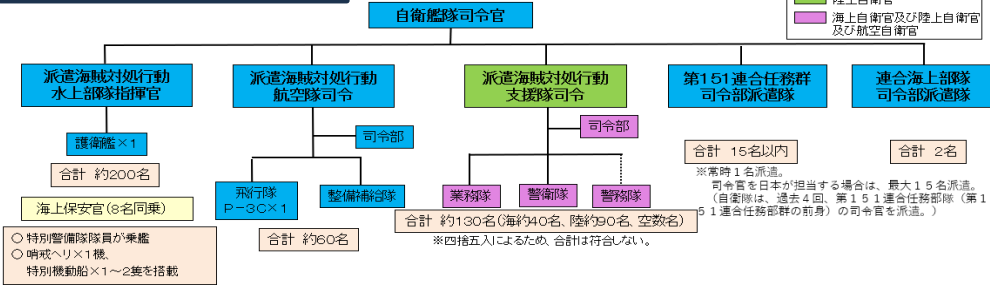 陸上自衛官
海上自衛官及び陸上自衛官
及び航空自衛官
自衛艦隊司令官
派遣海賊対処行動
水上部隊指揮官
派遣海賊対処行動
航空隊司令
派遣海賊対処行動
支援隊司令
第151連合任務群
司令部派遣隊
連合海上部隊
司令部派遣隊
護衛艦×1
合計 約200名
海上保安官(8名同乗)
○ 特別警備隊隊員が乗艦
○ 哨戒ヘリ×1機、
特別機動船×1~2隻を搭載
司令部
飛行隊
P-3C×1
整備補給隊
合計 約60名
司令部
業務隊
警衛隊
警務隊
合計 約130名(海約40名、陸約90名、空数名)
※四捨五入によるため、合計は符合しない。
合計 15名以内
※常時1名派遣。
司令官を日本が担当する場合は、最大15名派遣。
(自衛隊は、過去4回、第151連合任務部隊(第1
51連合任務部群の前身)の司令官を派遣。)
合計 2名